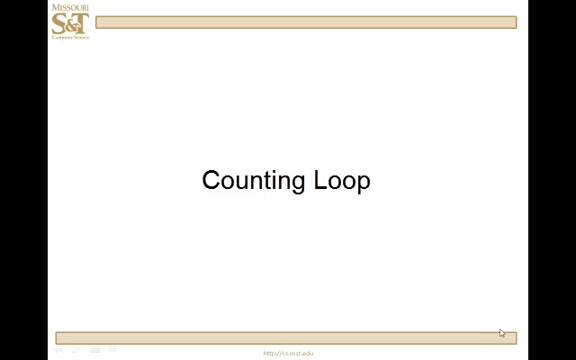 MISSOURI
S&T
Computer Science
Counting Loop
http://cs.mst.edu